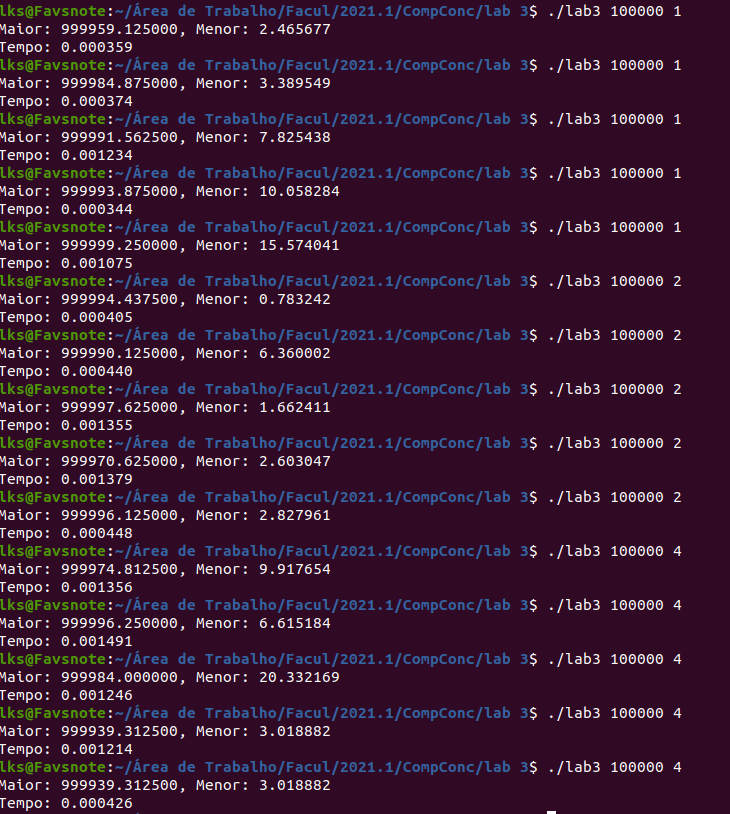 lks@Favsnote:~/Área de Trabalho/Facul/2021.1/CompConc/lab 3$ ./lab3 100000 1
Maior: 999959.125000, Menor: 2.465677
Tempo: 0.000359
lks@Favsnote:~/Área de Trabalho/Facul/2021.1/CompConc/lab 3$ ./lab3 100000 1
Maior: 999984.875000, Menor: 3.389549
Tempo: 0.000374
lks@Favsnote:~/Área de Trabalho/Facul/2021.1/CompConc/lab 3$ ./lab3 100000 1
Maior: 999991.562500, Menor: 7.825438
Tempo: 0.001234
lks@Favsnote:~/Área de Trabalho/Facul/2021.1/CompConc/lab 3$ ./lab3 100000 1
Maior: 999993.875000, Menor: 10.058284
Tempo: 0.000344
lks@Favsnote:~/Área de Trabalho/Facul/2021.1/CompConc/lab 3$ ./lab3 100000 1
Maior: 999999.250000, Menor: 15.574041
Tempo: 0.001075
lks@Favsnote:~/Área de Trabalho/Facul/2021.1/CompConc/lab 3$ ./lab3 100000 2
Maior: 999994.437500, Menor: 0.783242
Tempo: 0.000405
lks@Favsnote:~/Área de Trabalho/Facul/2021.1/CompConc/lab 3$ ./lab3 100000 2
Maior: 999990.125000, Menor: 6.360002
Tempo: 0.000440
lks@Favsnote:~/Área de Trabalho/Facul/2021.1/CompConc/lab 3$ ./lab3 100000 2
Maior: 999997.625000, Menor: 1.662411
Tempo: 0.001355
lks@Favsnote:~/Área de Trabalho/Facul/2021.1/CompConc/lab 3$ ./lab3 100000 2
Maior: 999970.625000, Menor: 2.603047
Tempo: 0.001379
lks@Favsnote:~/Área de Trabalho/Facul/2021.1/CompConc/lab 3$ ./lab3 100000 2
Maior: 999996.125000, Menor: 2.827961
Tempo: 0.000448
lks@Favsnote:~/Área de Trabalho/Facul/2021.1/CompConc/lab 3$ ./lab3 100000 4
Maior: 999974.812500, Menor: 9.917654
Tempo: 0.001356
lks@Favsnote:~/Área de Trabalho/Facul/2021.1/CompConc/lab 3$ ./lab3 100000 4
Maior: 999996.250000, Menor: 6.615184
Tempo: 0.001491
lks@Favsnote:~/Área de Trabalho/Facul/2021.1/CompConc/lab 3$ ./lab3 100000 4
Maior: 999984.000000, Menor: 20.332169
Tempo: 0.001246
lks@Favsnote:~/Área de Trabalho/Facul/2021.1/CompConc/lab 3$ ./lab3 100000 4
Maior: 999939.312500, Menor: 3.018882
Tempo: 0.001214
lks@Favsnote:~/Área de Trabalho/Facul/2021.1/CompConc/lab 3$ ./lab3 100000 4
Maior: 999939.312500, Menor: 3.018882
Tempo: 0.000426